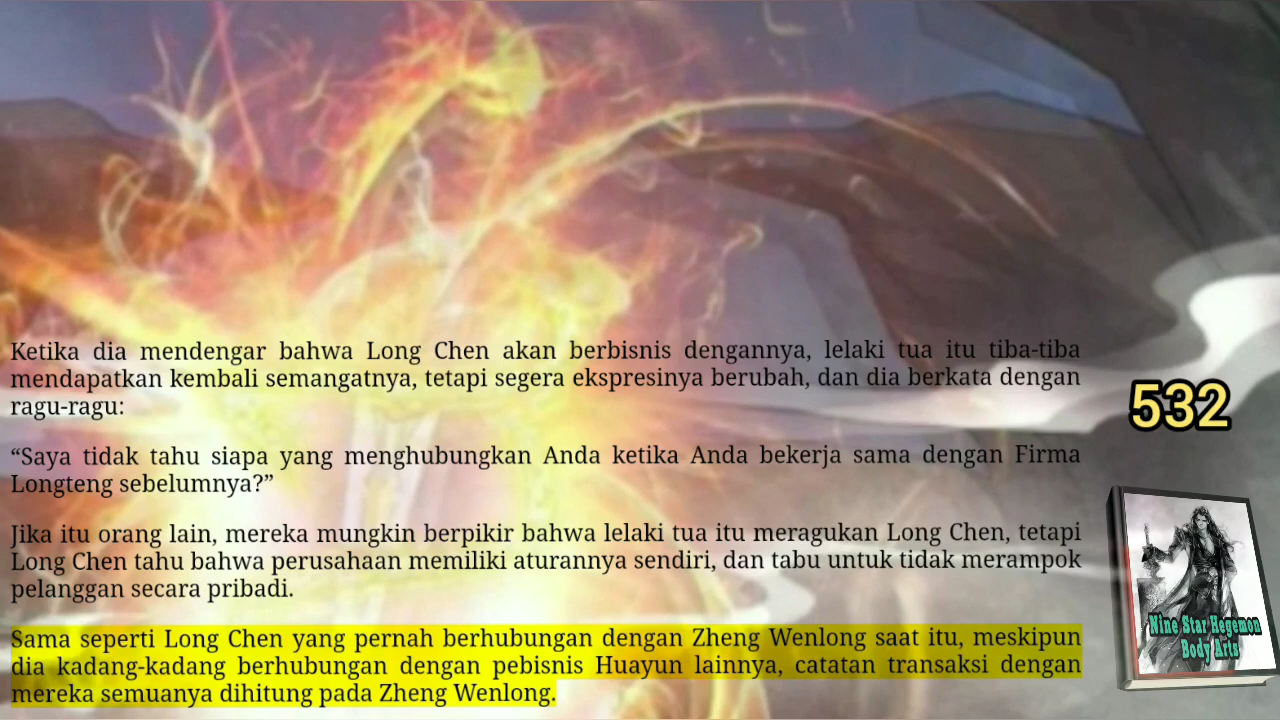 Ketika dia mendengar bahwa Long Chen akan berbisnis dengannya, lelaki tua itu tiba-tiba
mendapatkan kembali semangatnya, tetapi segera ekspresinya berubah, dan dia berkata dengan
ragu-ragu:
“Saya tidak tahu siapa yang menghubungkan Anda ketika Anda bekerja sama dengan Firma
Longteng sebelumnya?”
Jika itu orang lain, mereka mungkin berpikir bahwa lelaki tua itu meragukan Long Chen, tetapi
Long Chen tahu bahwa perusahaan memiliki aturannya sendiri, dan tabu untuk tidak merampok
pelanggan secara pribadi.
Sama seperti Long Chen yang pernah berhubungan dengan Zheng Wenlong saat itu, meskipun
dia kadang-kadang berhubungan dengan pebisnis Huayun lainnya, catatan transaksi dengan
mereka semuanya dihitung pada Zheng Wenlong.
532
Nine Star Hegemon
Body Arts